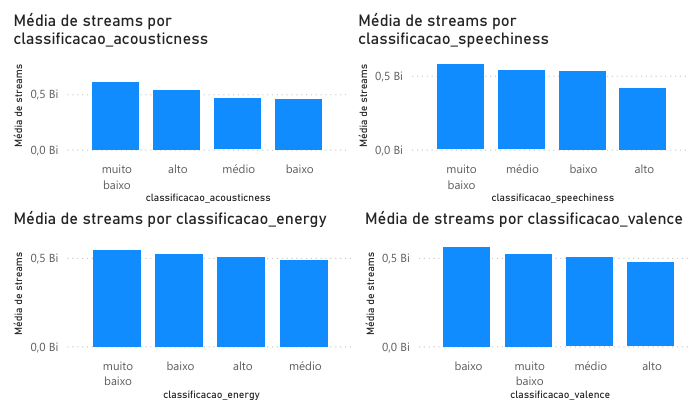 Média de streams por
classificacao_acousticness
Média de streams
0,5 Bi
0,0 Bi
muito
baixo
alto
médio
baixo
classificacao_acousticness
Média de streams por
classificacao_speechiness
Média de streams
0,5 Bi
0,0 Bi
muito
baixo
médio
baixo
alto
classificacao_speechiness
Média de streams por classificacao_energy
Média de streams
0,5 Bi
0,0 Bi
muito
baixo
baixo
alto
médio
classificacao_energy
Média de streams por classificacao_valence
Média de streams
0,5 Bi
0,0 Bi
baixo
muito
baixo
médio
alto
classificacao_valence